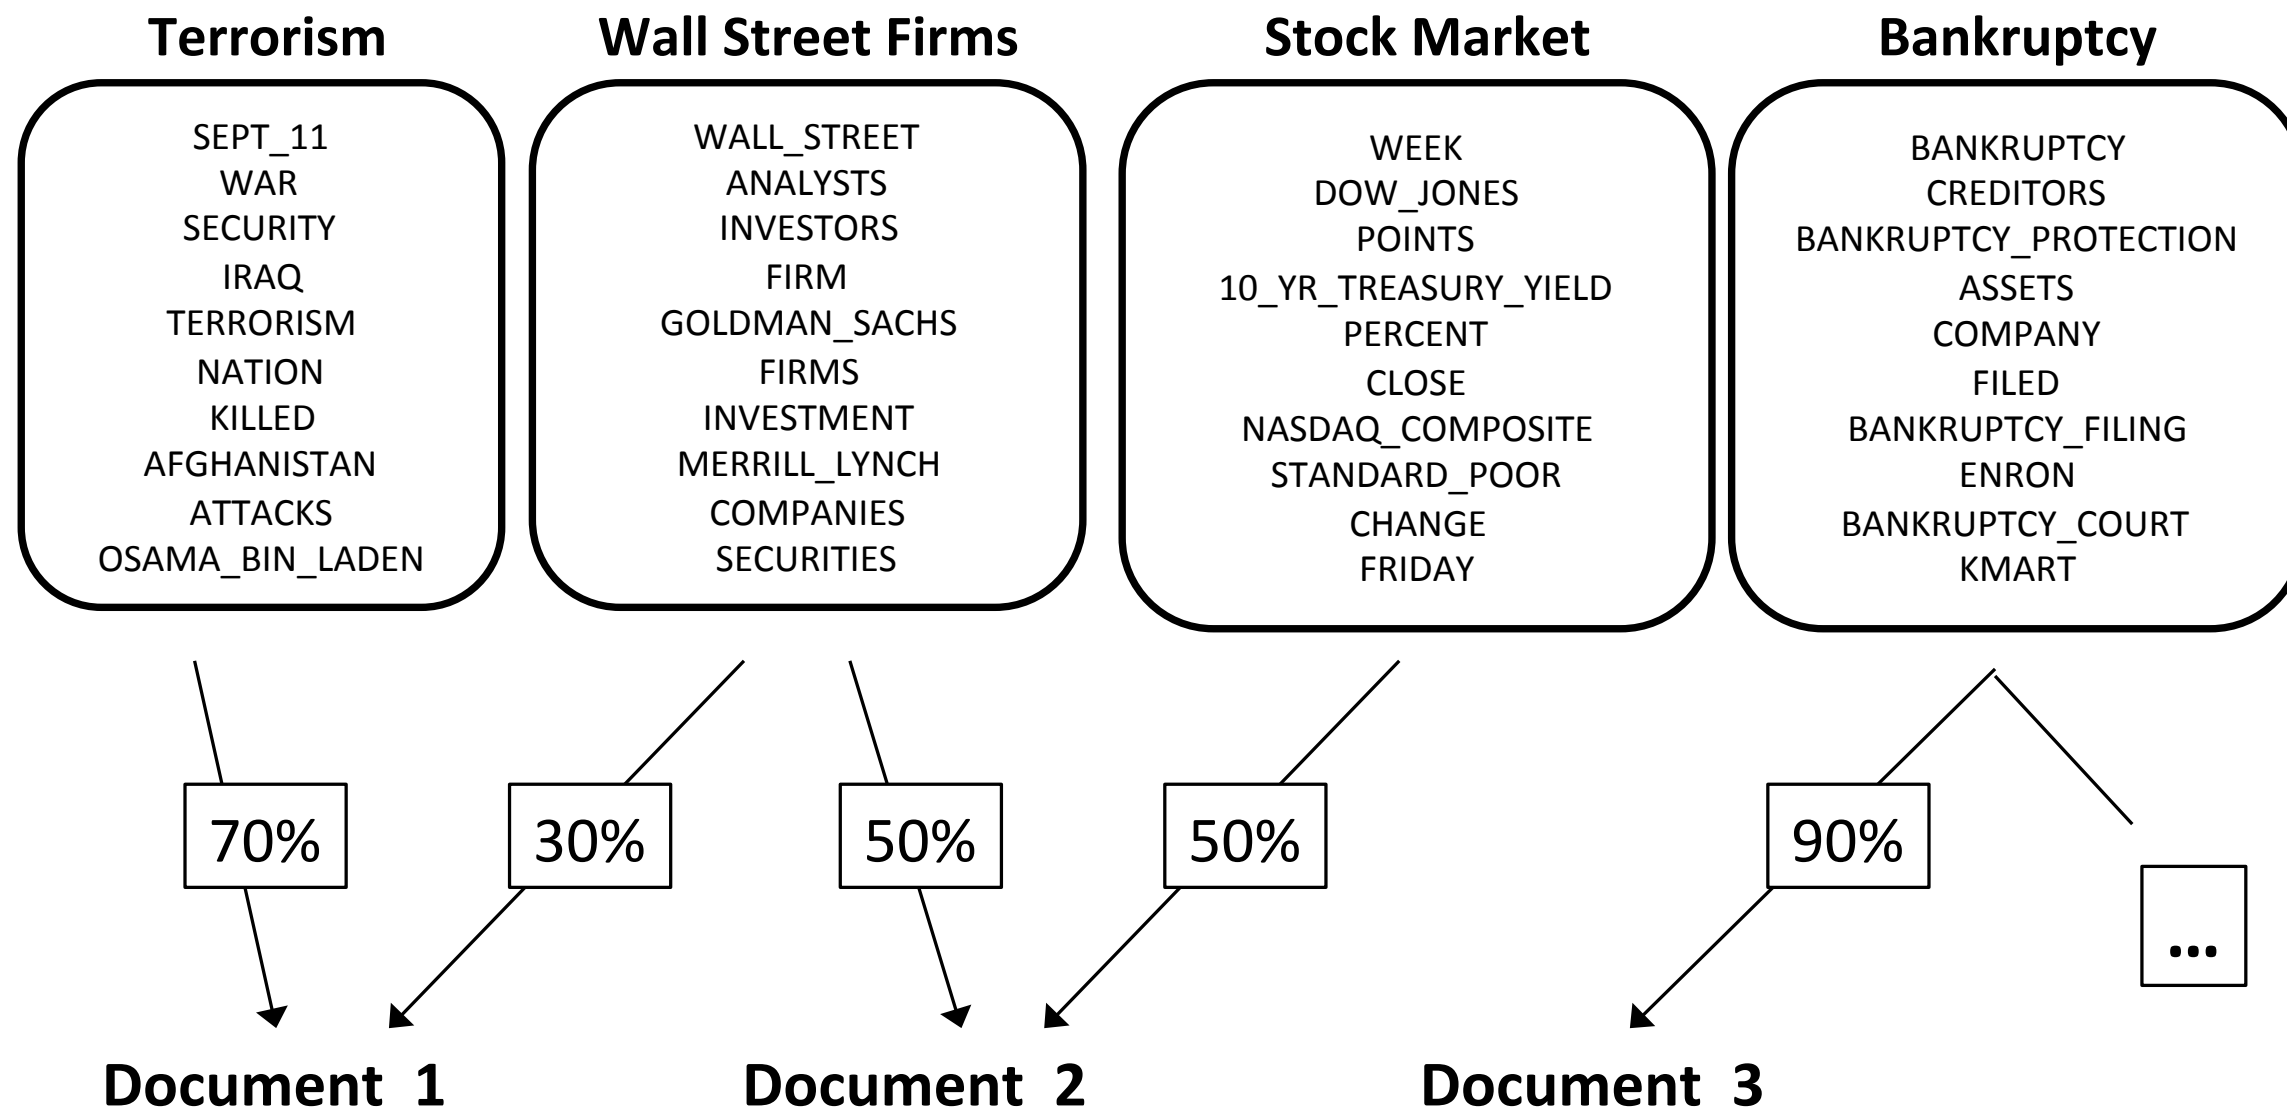 Terrorism
SEPT_11
WAR
SECURITY
IRAQ
TERRORISM
NATION
KILLED
AFGHANISTAN
ATTACKS
OSAMA_BIN_LADEN
Wall Street Firms
WALL_STREET
ANALYSTS
INVESTORS
FIRM
GOLDMAN_SACHS
FIRMS
INVESTMENT
MERRILL_LYNCH
COMPANIES
SECURITIES
Stock Market
WEEK
DOW_JONES
POINTS
10_YR_TREASURY_YIELD
PERCENT
CLOSE
NASDAQ_COMPOSITE
STANDARD_POOR
CHANGE
FRIDAY
Bankruptcy
BANKRUPTCY
CREDITORS
BANKRUPTCY_PROTECTION
ASSETS
COMPANY
FILED
BANKRUPTCY_FILING
ENRON
BANKRUPTCY_COURT
KMART
70%
30%
50%
50%
90%
...
Document 1
Document 2
Document 3